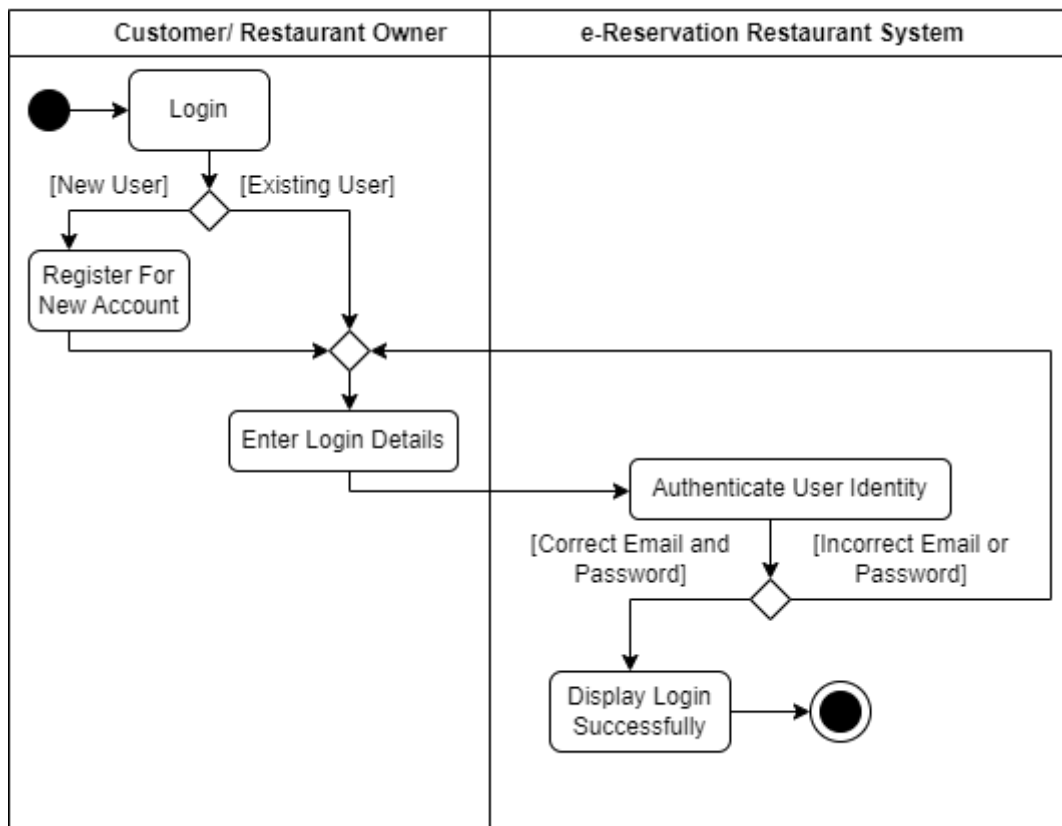 Customer/ Restaurant Owner
e-Reservation Restaurant System
Login
[New User]
[Existing User]
Register For
New Account
Enter Login Details
Authenticate User Identity
[Correct Email and
Password]
[Incorrect Email or
Password]
Display Login
Successfully